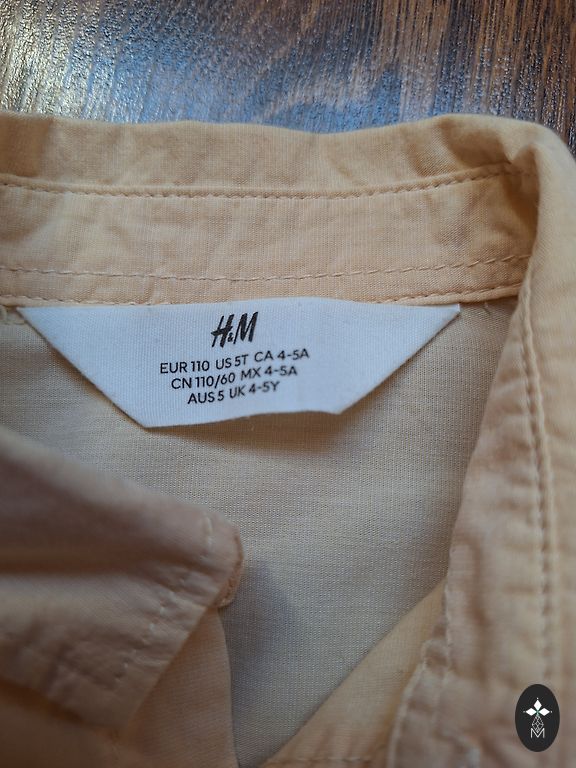 H&M
EUR 110 US 5T CA 4-5A
CN 110/60 MX 4-5A
AUS 5 UK 4-5Y
M